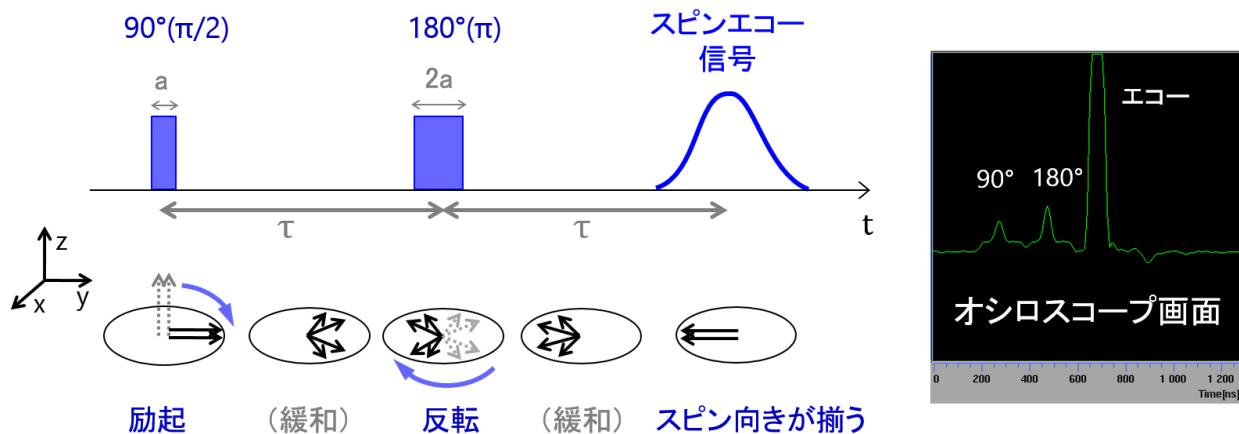 90°(π/2)
180°(π)
スピンエコー
信号
a
2a
τ
τ
t
z
x
y
励起
(緩和)
反転
(緩和)
スピン向きが揃う
エコー
90°
180°
オシロスコープ画面
0 200 400 600 800 1 000 1 200
Time[ns]